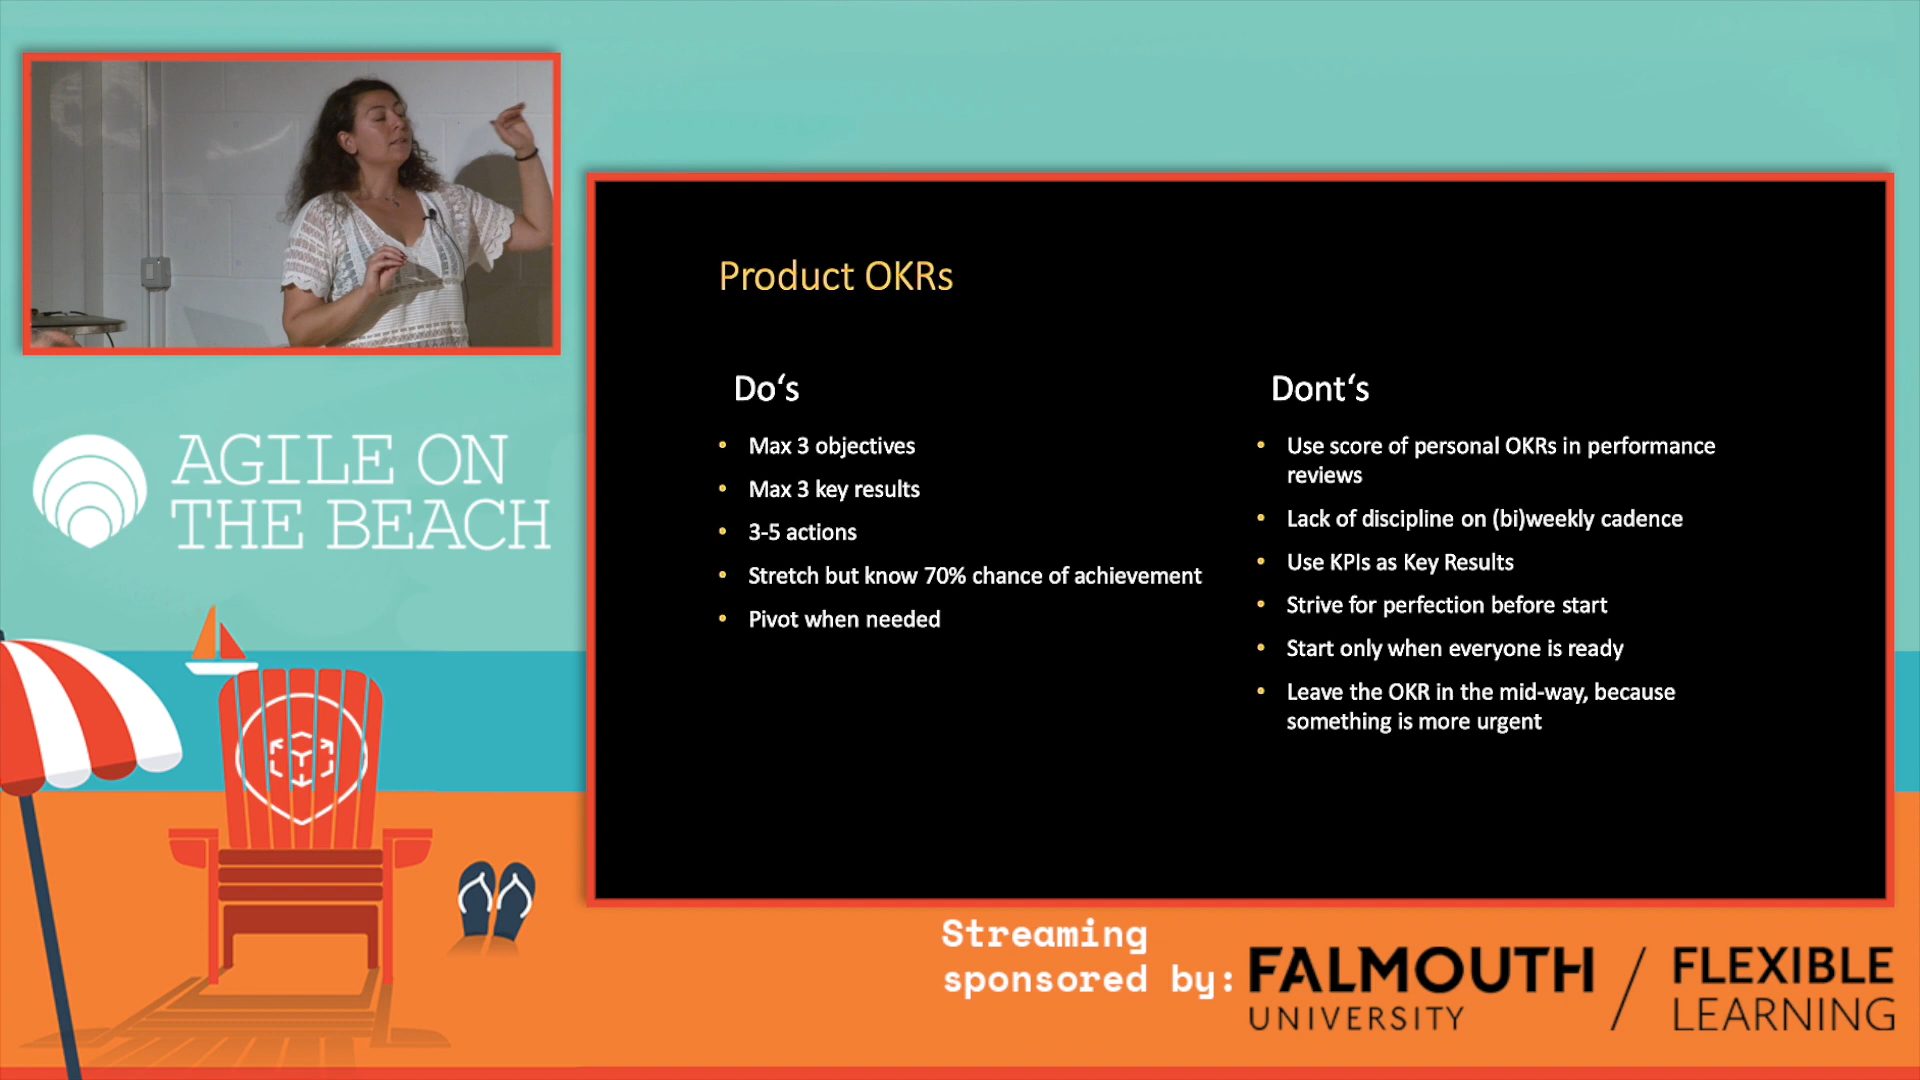 AGILE ON
THE BEACH
Product OKRs
Do‘s
• Max 3 objectives
• Max 3 key results
• 3-5 actions
• Stretch but know 70% chance of achievement
• Pivot when needed
Dont‘s
• Use score of personal OKRs in performance
reviews
• Lack of discipline on (bi)weekly cadence
• Use KPIs as Key Results
• Strive for perfection before start
• Start only when everyone is ready
• Leave the OKR in the mid-way, because
something is more urgent
Streaming
sponsored by:
FALMOUTH
UNIVERSITY
FLEXIBLE
LEARNING